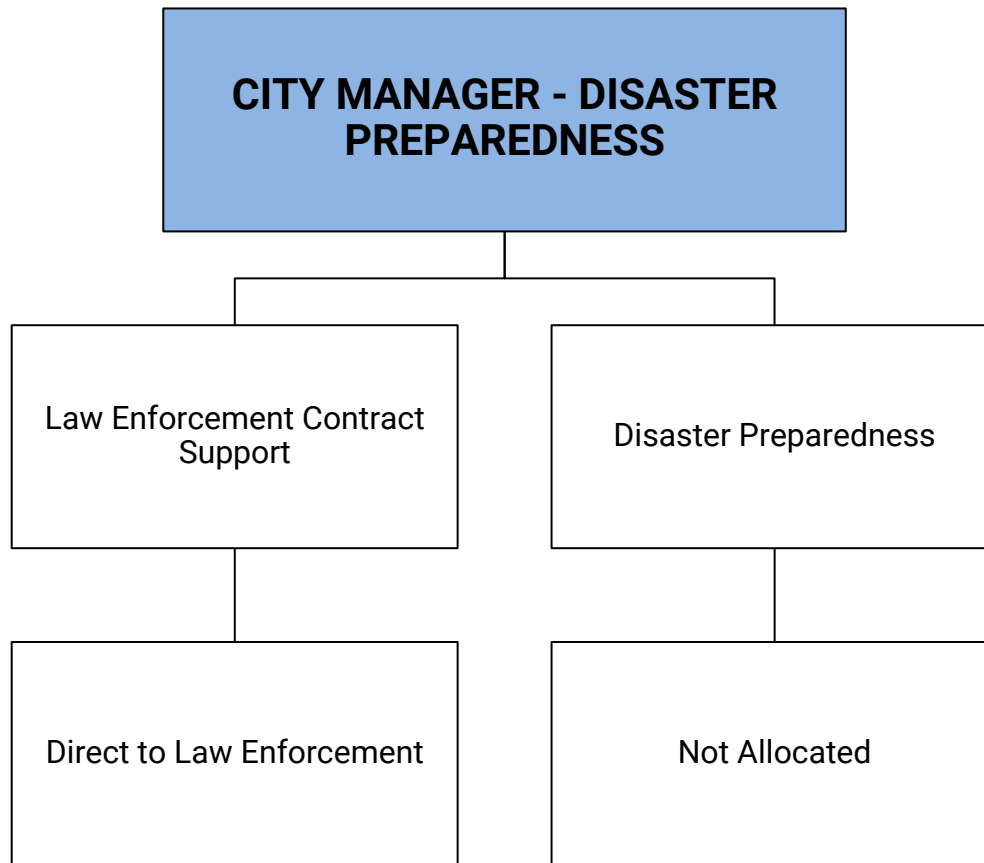 CITY MANAGER - DISASTER
PREPAREDNESS
Law Enforcement Contract
Support
Disaster Preparedness
Direct to Law Enforcement
Not Allocated